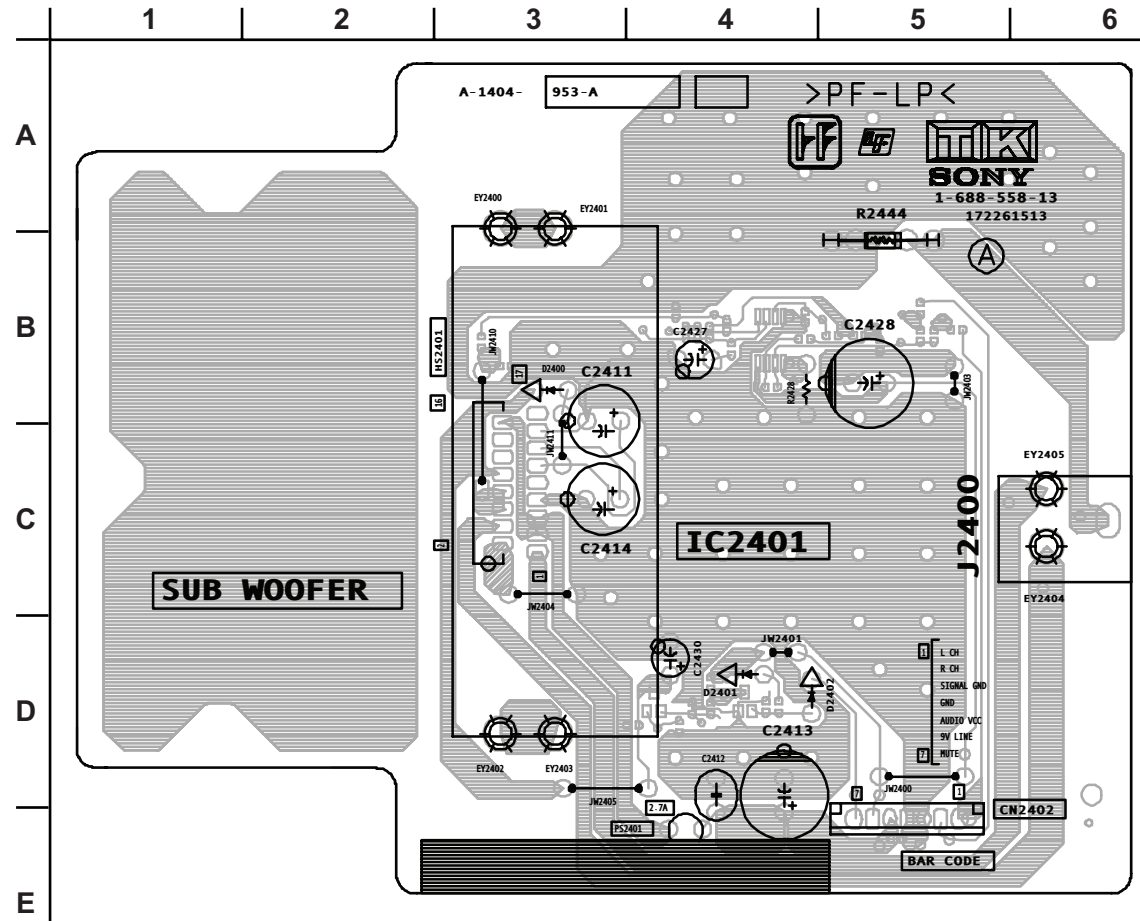 1 2 3 4 5 6
A
B
C
D
E
A-1404- 953-A
>PF-LP<
SONY
1-688-558-13
172261513
EY2400
EY2401
R2444
A
HS2401
JW2410
17
D2400
C2411
C2427
C2428
R2428
JW2403
16
JW2411
EY2405
C2414
IC2401
J2400
2
1
SUB WOOFER
JW2404
EY2404
C2430
JW2401
D2401
D2402
1 L CH
R CH
SIGNAL GND
GND
AUDIO VCC
9V LINE
7 MUTE
C2413
EY2402
EY2403
C2412
JW2405
JW2400
7
1
2.7A
PS2401
CN2402
BAR CODE